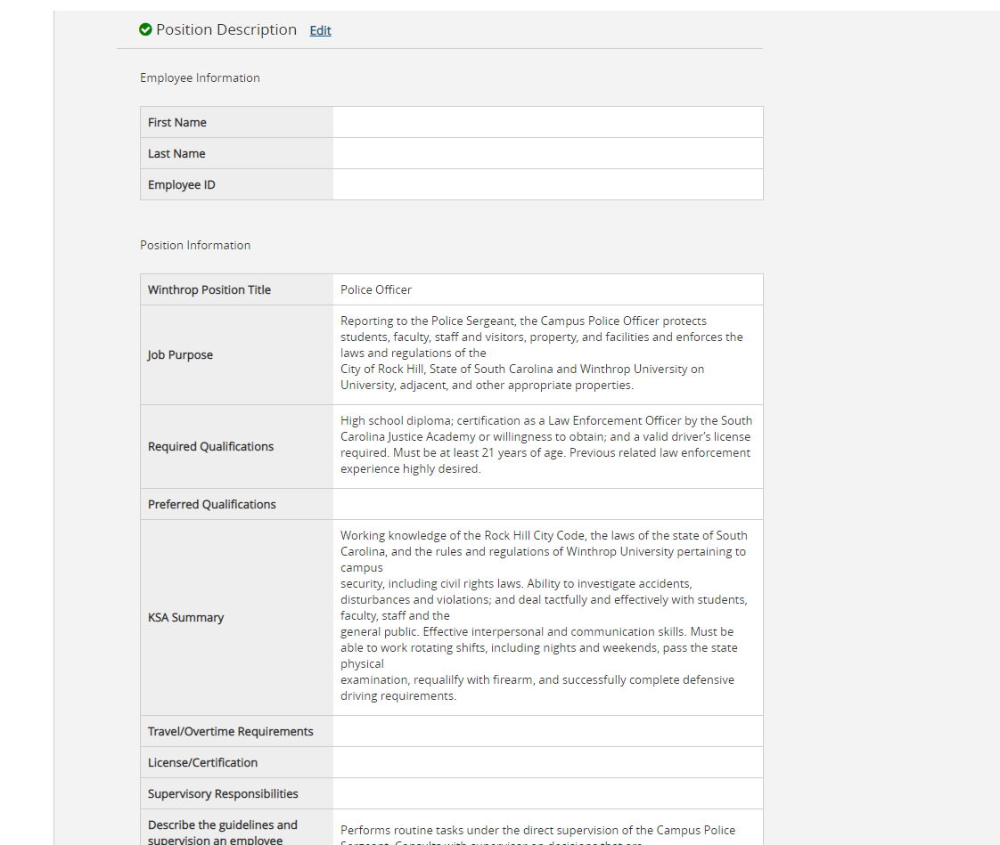 Position Description Edit
Employee Information
First Name
Last Name
Employee ID
Position Information
Winthrop Position Title
Police Officer
Job Purpose
Reporting to the Police Sergeant, the Campus Police Officer protects
students, faculty, staff and visitors, property, and facilities and enforces the
laws and regulations of the
City of Rock Hill, State of South Carolina and Winthrop University on
University, adjacent, and other appropriate properties.
Required Qualifications
High school diploma; certification as a Law Enforcement Officer by the South
Carolina Justice Academy or willingness to obtain; and a valid driver's license
required. Must be at least 21 years of age. Previous related law enforcement
experience highly desired.
Preferred Qualifications
KSA Summary
Working knowledge of the Rock Hill City Code, the laws of the state of South
Carolina, and the rules and regulations of Winthrop University pertaining to
campus
security, including civil rights laws. Ability to investigate accidents,
disturbances and violations; and deal tactfully and effectively with students,
faculty, staff and the
general public. Effective interpersonal and communication skills. Must be
able to work rotating shifts, including nights and weekends, pass the state
physical
examination, requalilfy with firearm, and successfully complete defensive
driving requirements.
Travel/Overtime Requirements
License/Certification
Supervisory Responsibilities
Describe the guidelines and
supervision an employee
Performs routine tasks under the direct supervision of the Campus Police
Sergeant. Consults with supervisor on decisions that are